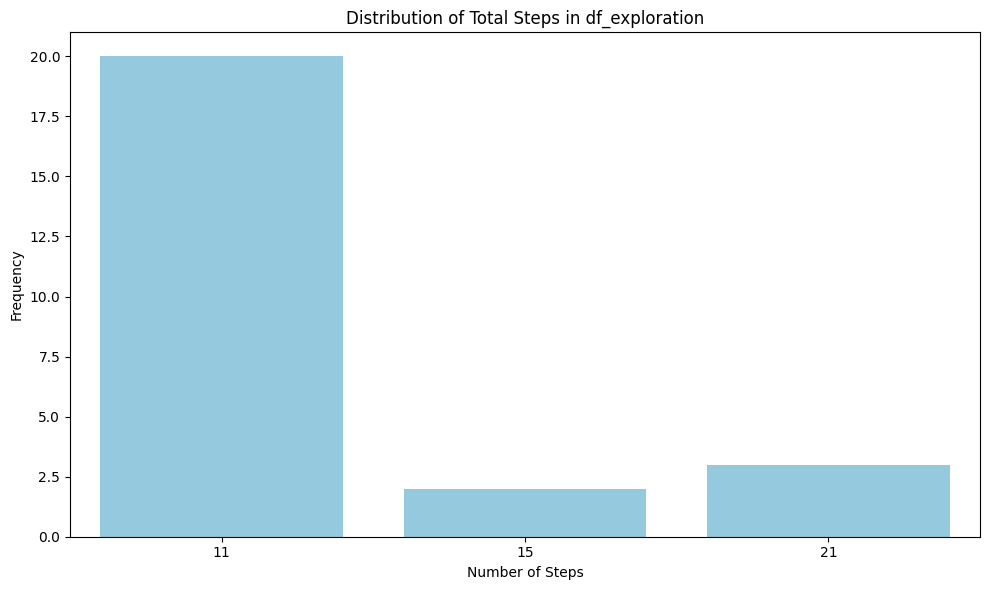 Distribution of Total Steps in df_exploration
20.0
17.5
15.0
12.5
10.0
7.5
5.0
2.5
0.0
Frequency
11 15 21
Number of Steps